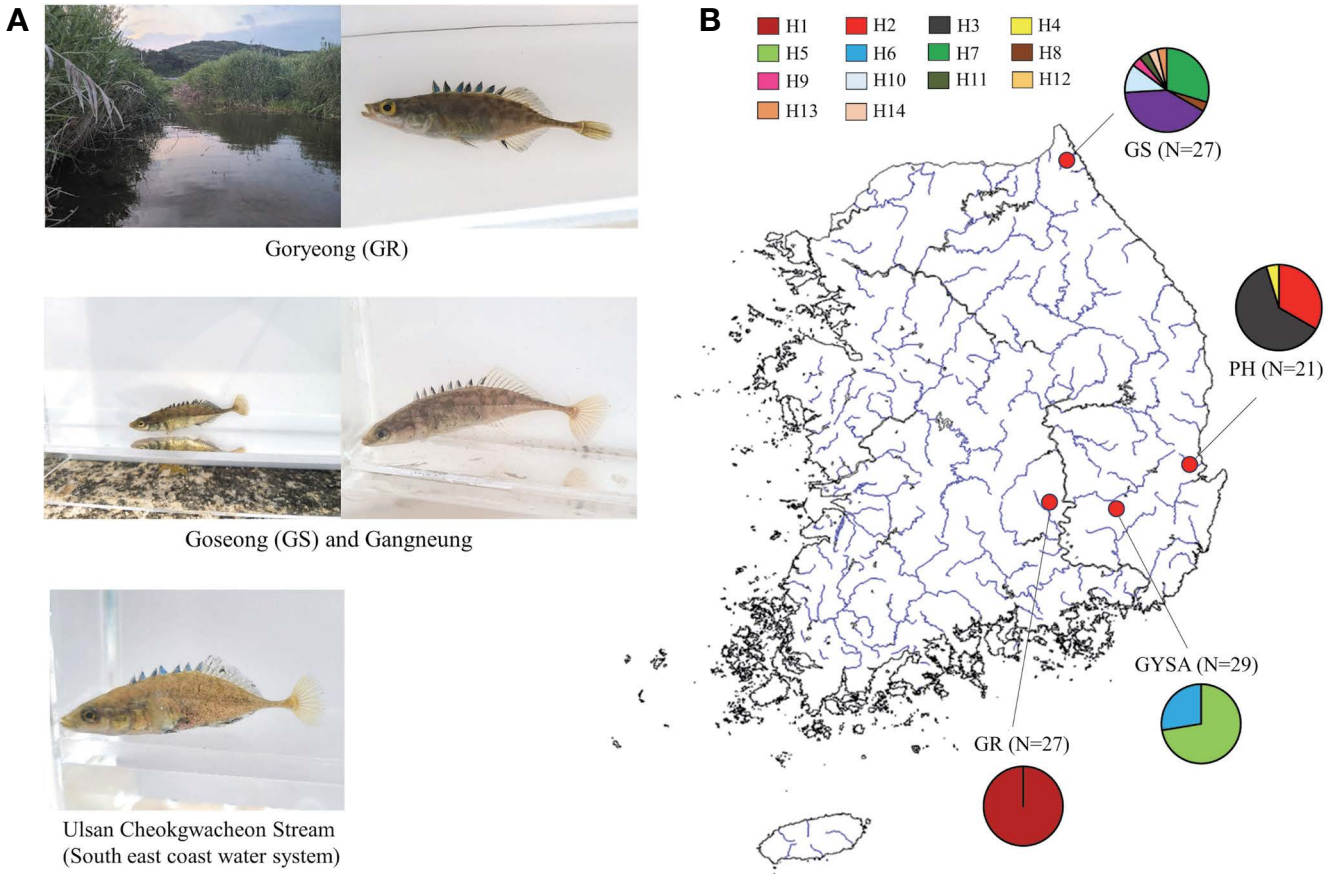 A
Goryeong (GR)
Goseong (GS) and Gangneung
Ulsan Cheokgwacheon Stream
(South east coast water system)
B
H1 H2 H3 H4
H5 H6 H7 H8
H9 H10 H11 H12
H13 H14
GS (N=27)
PH (N=21)
GYSA (N=29)
GR (N=27)